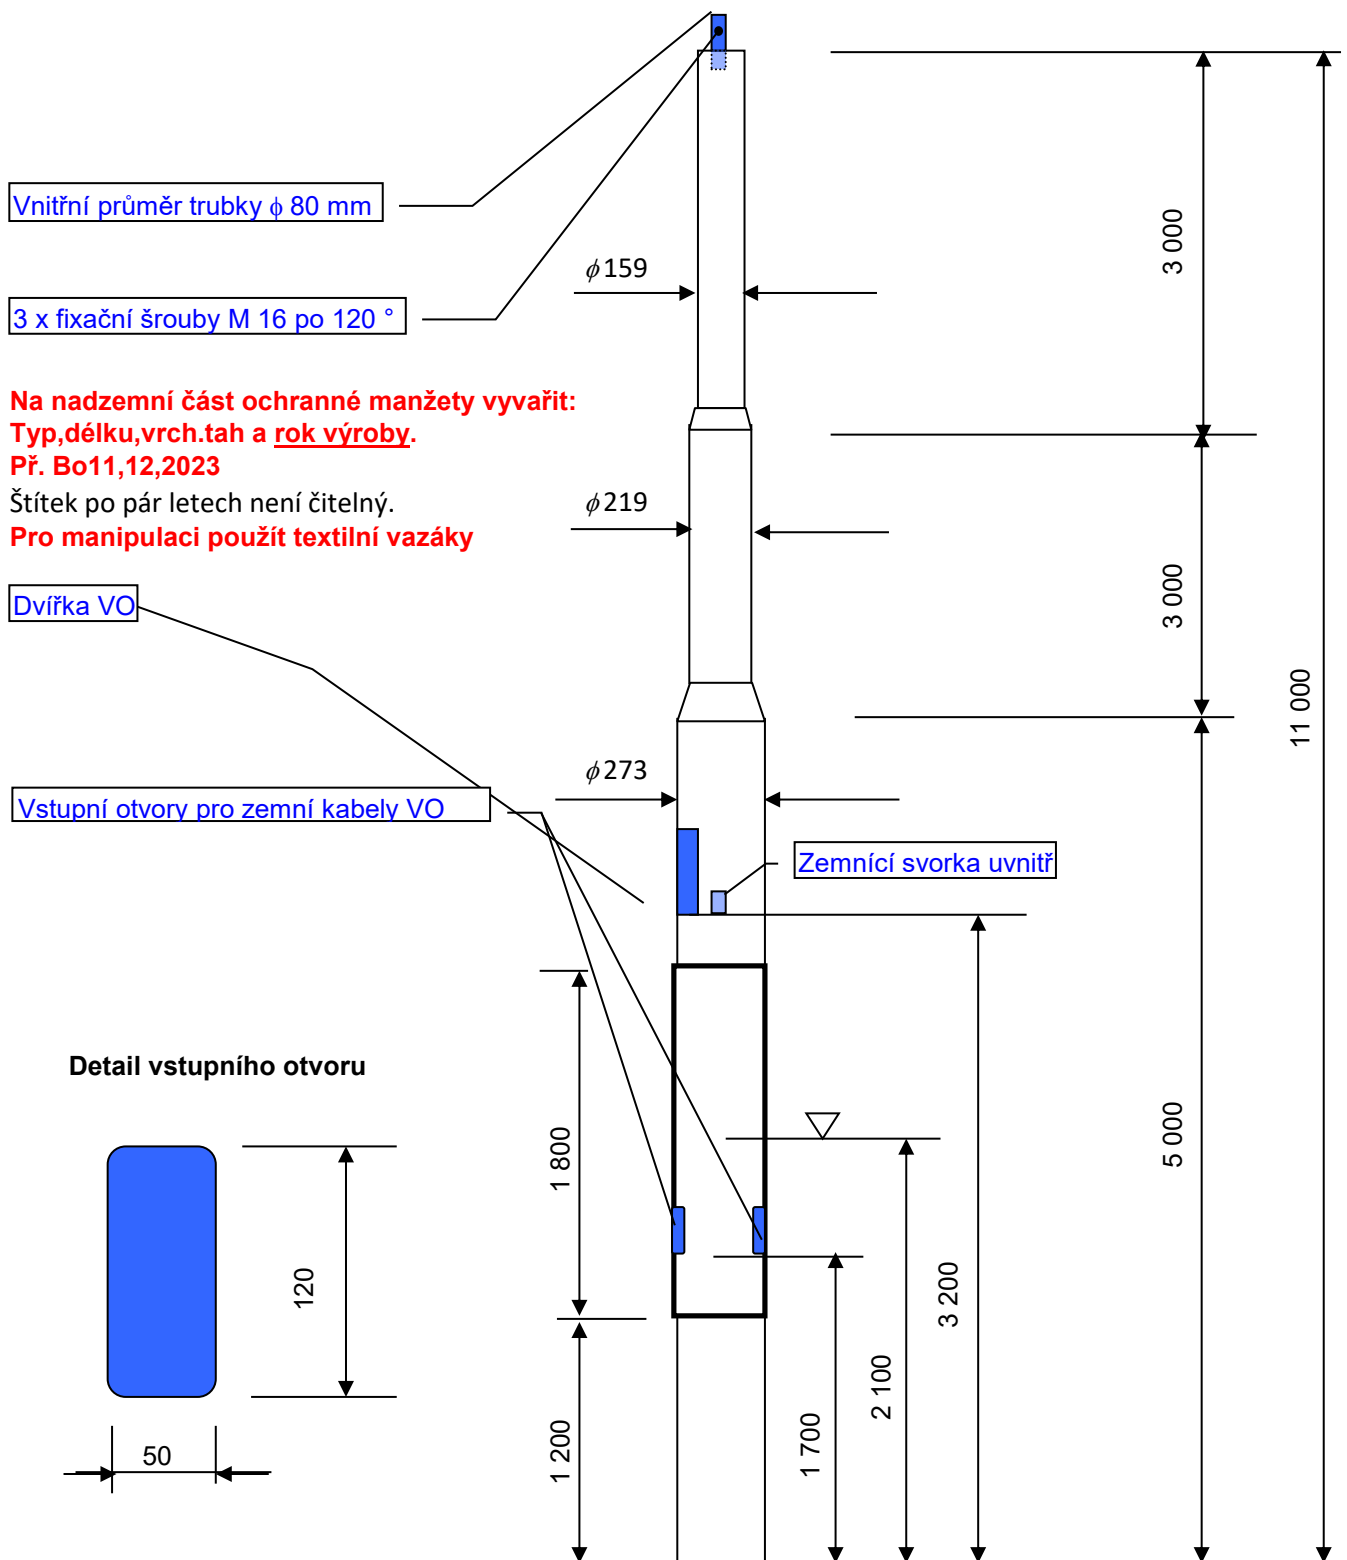 Vnitřní průměr trubky ϕ 80 mm
3 000
ϕ159
3 x fixační šrouby M 16 po 120 °
Na nadzemní část ochranné manžety vyvařit:
Typ,délku,vrch.tah a rok výroby.
Př. Bo11,12,2023
Štítek po pár letech není čitelný.
ϕ219
Pro manipulaci použít textilní vazáky
3 000
Dvířka VO
11 000
ϕ273
Vstupní otvory pro zemní kabely VO
Zemnící svorka uvnitř
Detail vstupního otvoru
5 000
1 800
120
3 200
2 100
1 700
1 200
50